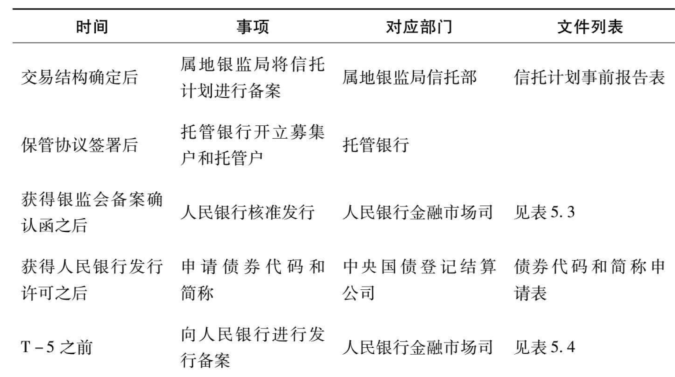 时间 事项 对应部门 文件列表
交易结构确定后 属地银监局将信托计划进行备案 属地银监局信托部 信托计划事前报告表
保管协议签署后 托管银行开立募集户和托管户 托管银行
获得银监会备案确认函之后 人民银行核准发行 人民银行金融市场司 见表5.3
获得人民银行发行许可之后 申请债券代码和简称 中央国债登记结算公司 债券代码和简称申请表
T-5之前 向人民银行进行发行备案 人民银行金融市场司 见表5.4